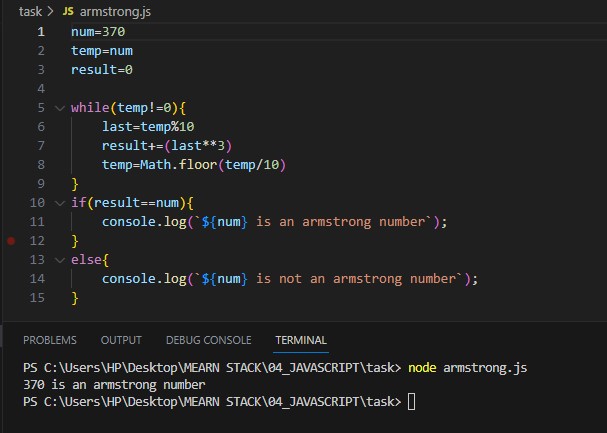 task > JS armstrong.js
1 num=370
2 temp=num
3 result=0
4
5 while(temp!=0){
6     last=temp%10
7     result+=(last**3)
8     temp=Math.floor(temp/10)
9 }
10 if(result==num){
11     console.log(`${num} is an armstrong number`);
12 }
13 else{
14     console.log(`${num} is not an armstrong number`);
15 }
PROBLEMS OUTPUT DEBUG CONSOLE TERMINAL
PS C:\Users\HP\Desktop\MEARN STACK\04_JAVASCRIPT\task> node armstrong.js
370 is an armstrong number
PS C:\Users\HP\Desktop\MEARN STACK\04_JAVASCRIPT\task>